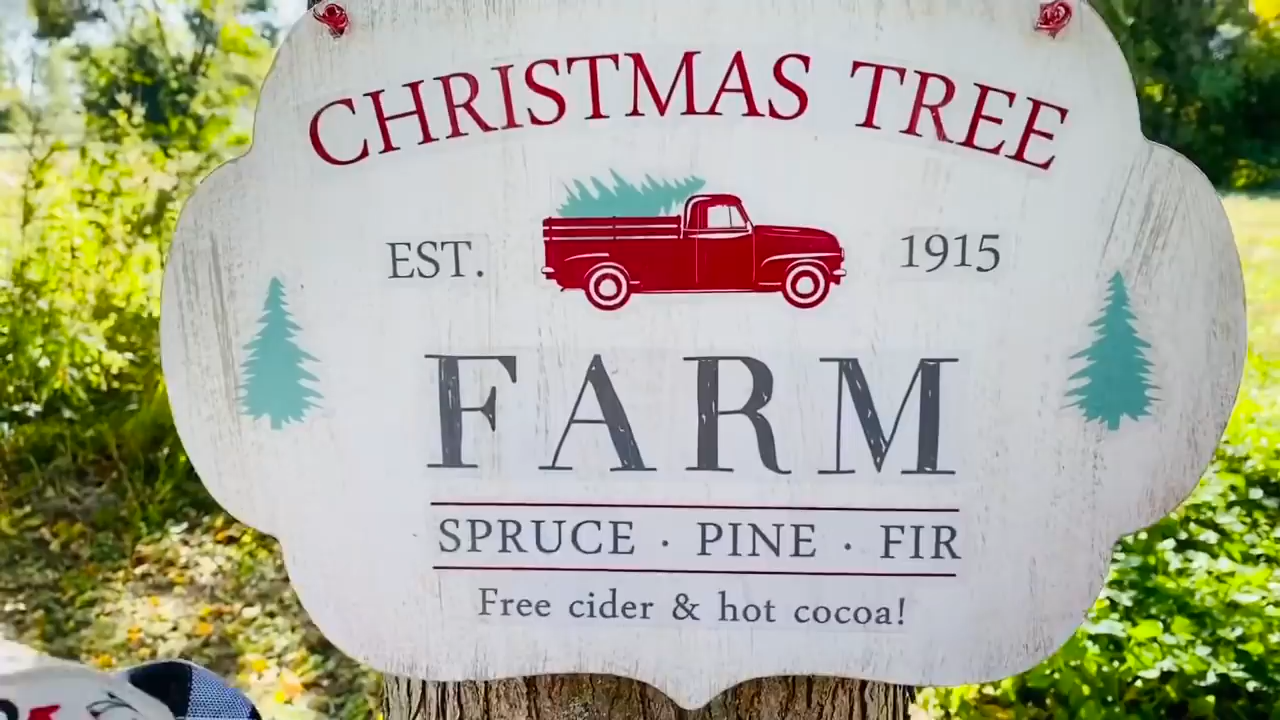 CHRISTMAS TREE
EST. 1915
FARM
SPRUCE · PINE · FIR
Free cider & hot cocoa!